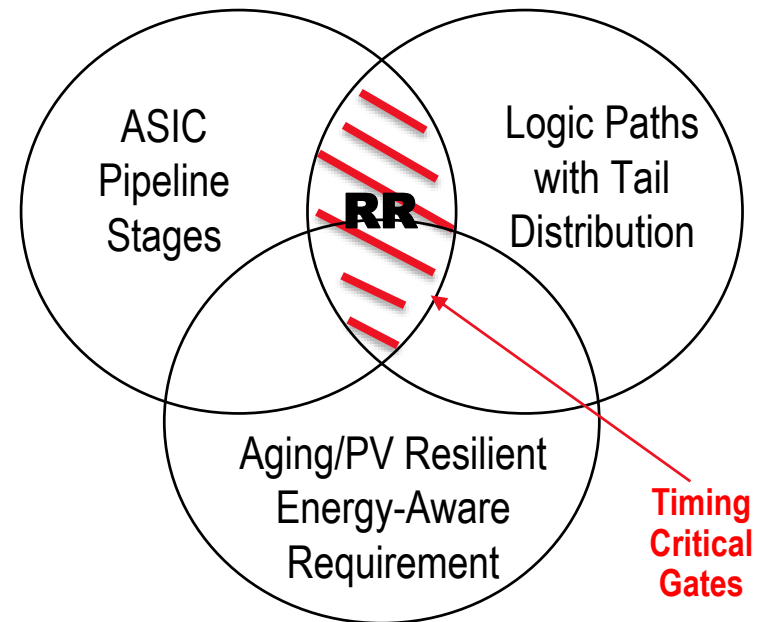 ASIC
Pipeline
Stages
Logic Paths
with Tail
Distribution
RR
Aging/PV Resilient
Energy-Aware
Requirement
Timing
Critical
Gates